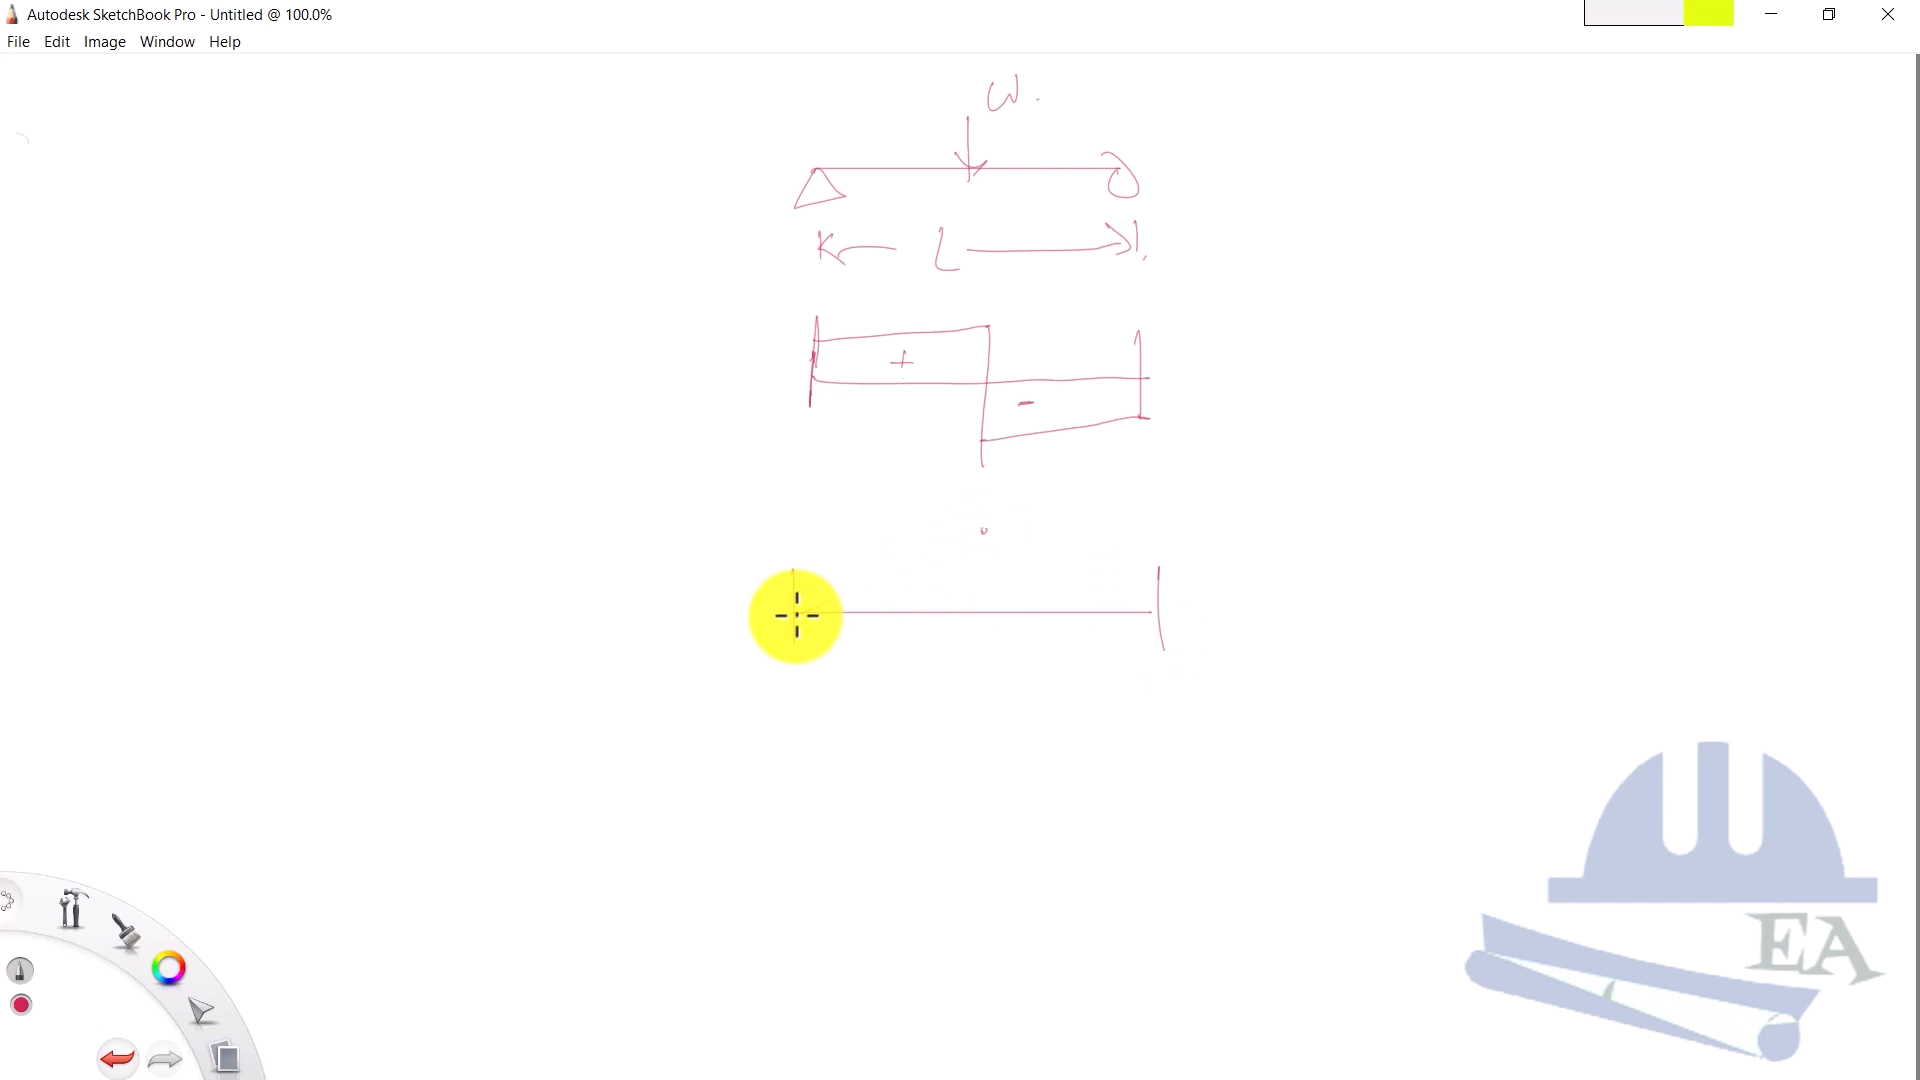 Autodesk SketchBook Pro - Untitled @ 100.0%
File Edit Image Window Help
W.
L
+
-
EA